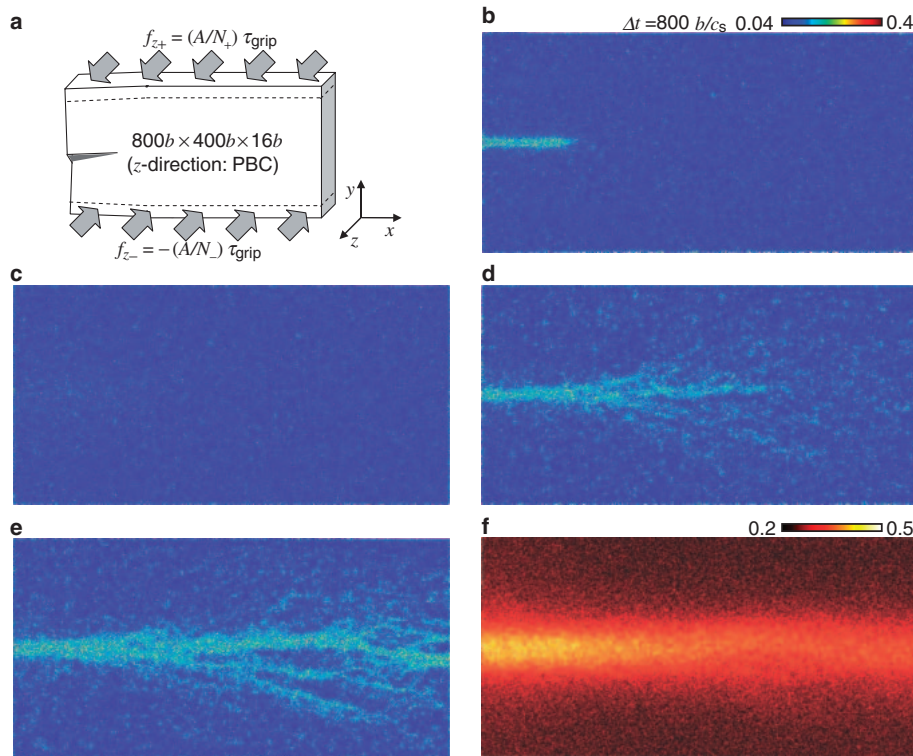 a
f_{z+} = (A/N_+) τ_grip
800b × 400b × 16b
(z-direction: PBC)
y
x
z
f_{z−} = −(A/N_−) τ_grip
b
Δt =800 b/c_s 0.04 0.4
c
d
e
f
0.2 0.5